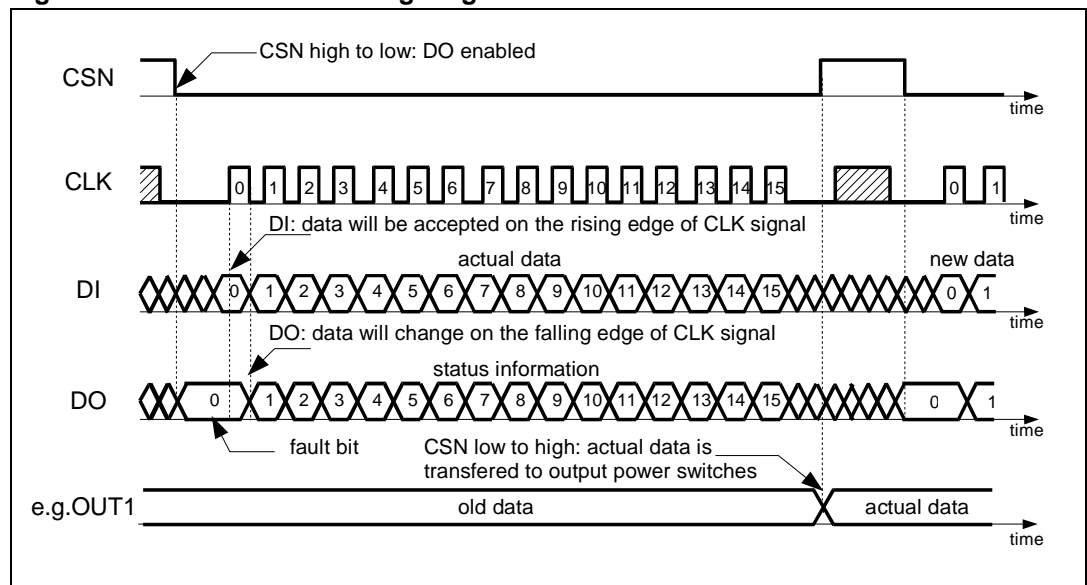 CSN high to low: DO enabled
CSN
time
CLK
0 1 2 3 4 5 6 7 8 9 10 11 12 13 14 15 0 1
time
DI: data will be accepted on the rising edge of CLK signal
actual data
new data
DI
0 1 2 3 4 5 6 7 8 9 10 11 12 13 14 15 0 1
time
DO: data will change on the falling edge of CLK signal
status information
DO
0 1 2 3 4 5 6 7 8 9 10 11 12 13 14 15 0 1
time
fault bit
CSN low to high: actual data is
transfered to output power switches
e.g.OUT1
old data
actual data
time